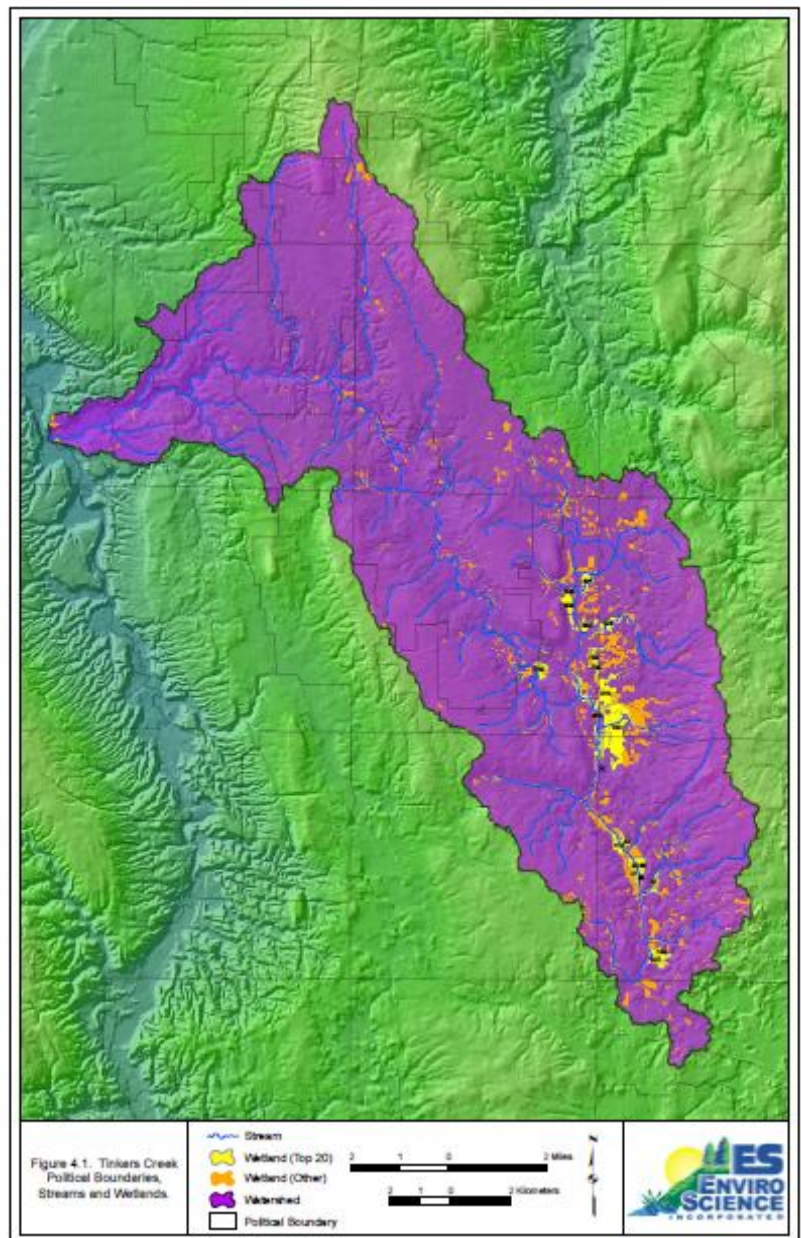 Figure 4.1. Tinkers Creek
Political Boundaries,
Streams and Wetlands.
Stream
Wetland (Top 20)
Wetland (Other)
Watershed
Political Boundary
2 1 0 2 Miles
2 1 0 2 Kilometers
ES
ENVIRO
SCIENCE
INCORPORATED